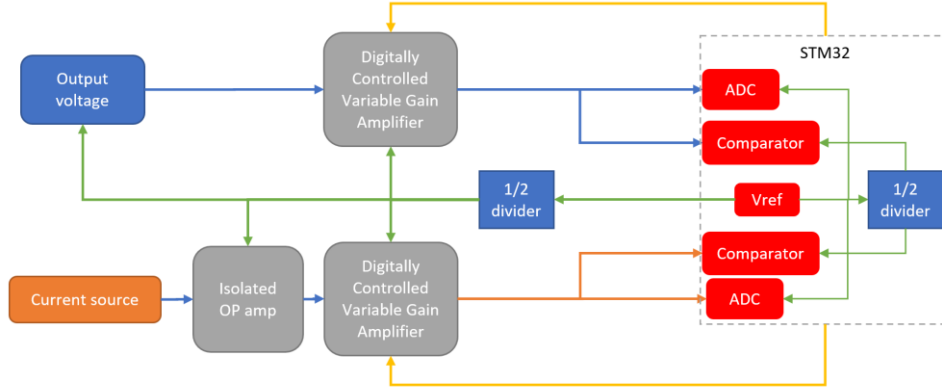 STM32
Output
voltage
Digitally
Controlled
Variable Gain
Amplifier
ADC
Comparator
1/2
divider
Vref
1/2
divider
Current source
Isolated
OP amp
Digitally
Controlled
Variable Gain
Amplifier
Comparator
ADC